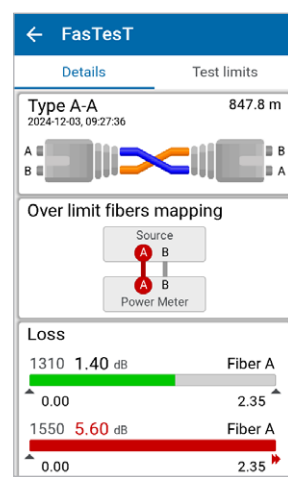 ← FasTesT
Details Test limits
Type A-A 847.8 m
2024-12-03, 09:27:36
A B
B A
Over limit fibers mapping
Source
A B
A B
Power Meter
Loss
1310 1.40 dB Fiber A
0.00 2.35
1550 5.60 dB Fiber A
0.00 2.35